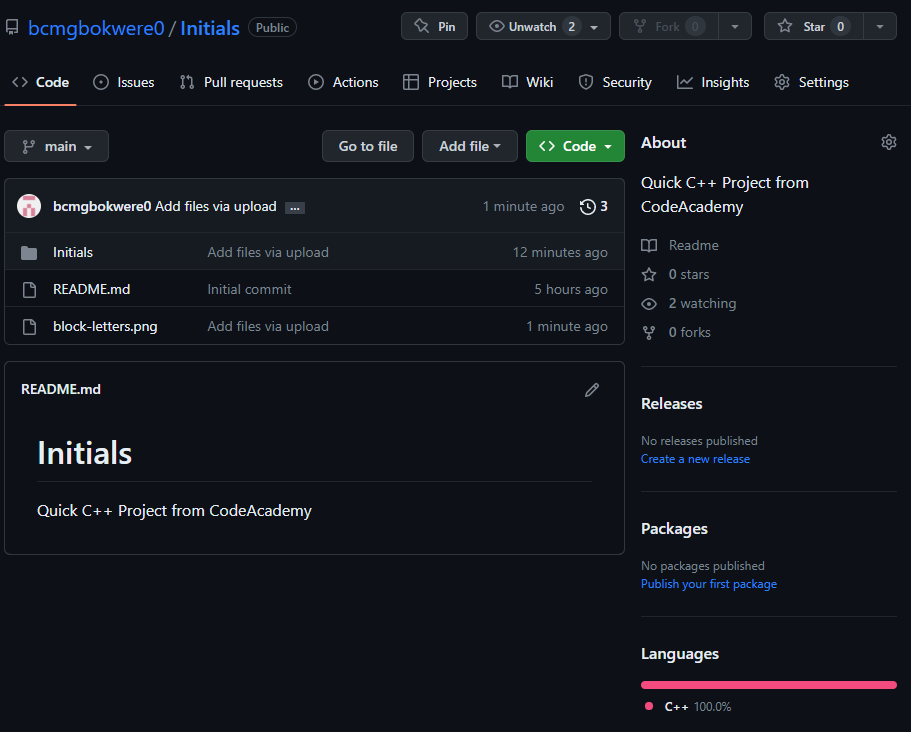 bcmgbokwere0 / Initials Public Pin Unwatch 2 Fork 0 Star 0
Code Issues Pull requests Actions Projects Wiki Security Insights Settings
main Go to file Add file Code
bcmgbokwere0 Add files via upload ... 1 minute ago 3
Initials Add files via upload 12 minutes ago
README.md Initial commit 5 hours ago
block-letters.png Add files via upload 1 minute ago
README.md
Initials
Quick C++ Project from CodeAcademy
About
Quick C++ Project from
CodeAcademy
Readme
0 stars
2 watching
0 forks
Releases
No releases published
Create a new release
Packages
No packages published
Publish your first package
Languages
C++ 100.0%